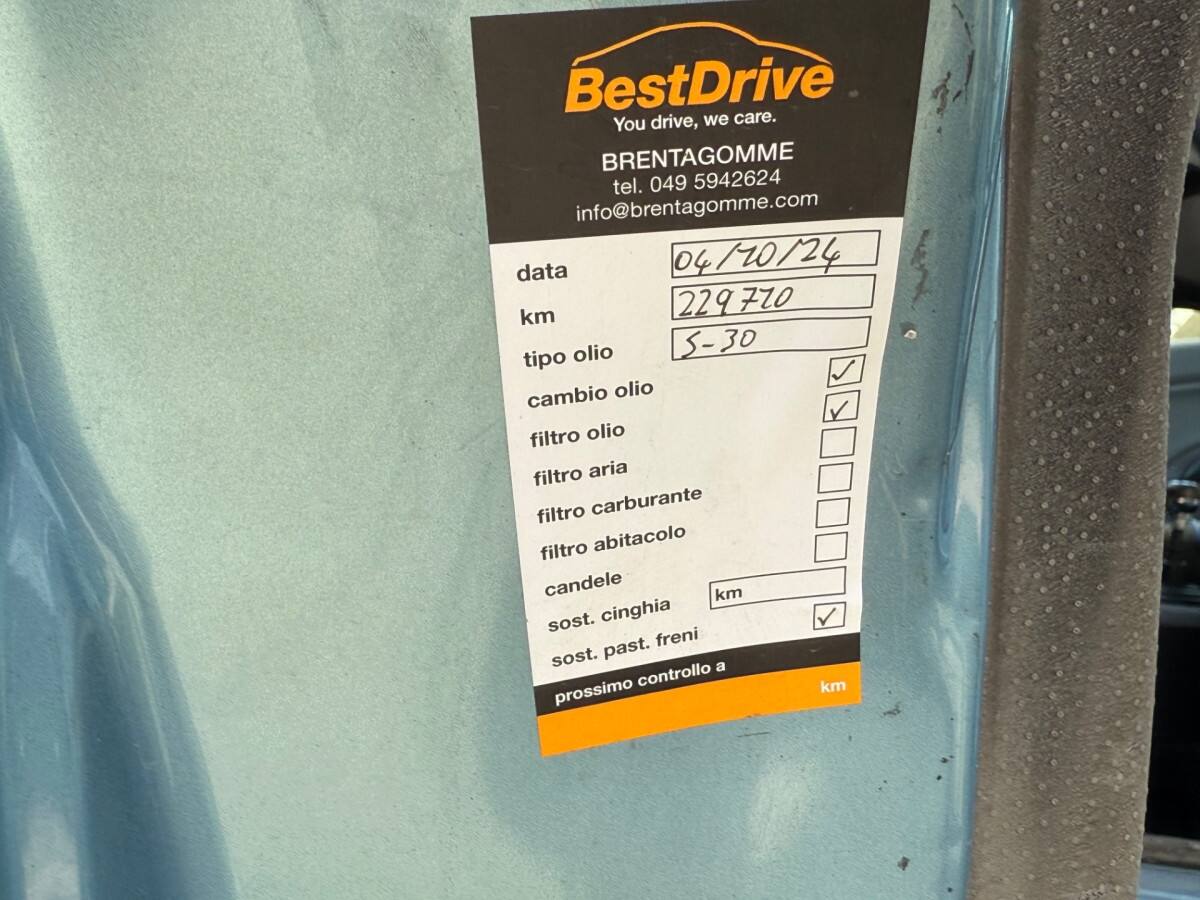 BestDrive
You drive, we care.
BRENTAGOMME
tel. 049 5942624
info@brentagomme.com
data 04/10/24
km 229710
tipo olio 5-30
cambio olio ✓
filtro olio ✓
filtro aria
filtro carburante
filtro abitacolo
candele
sost. cinghia km
sost. past. freni ✓
prossimo controllo a
km